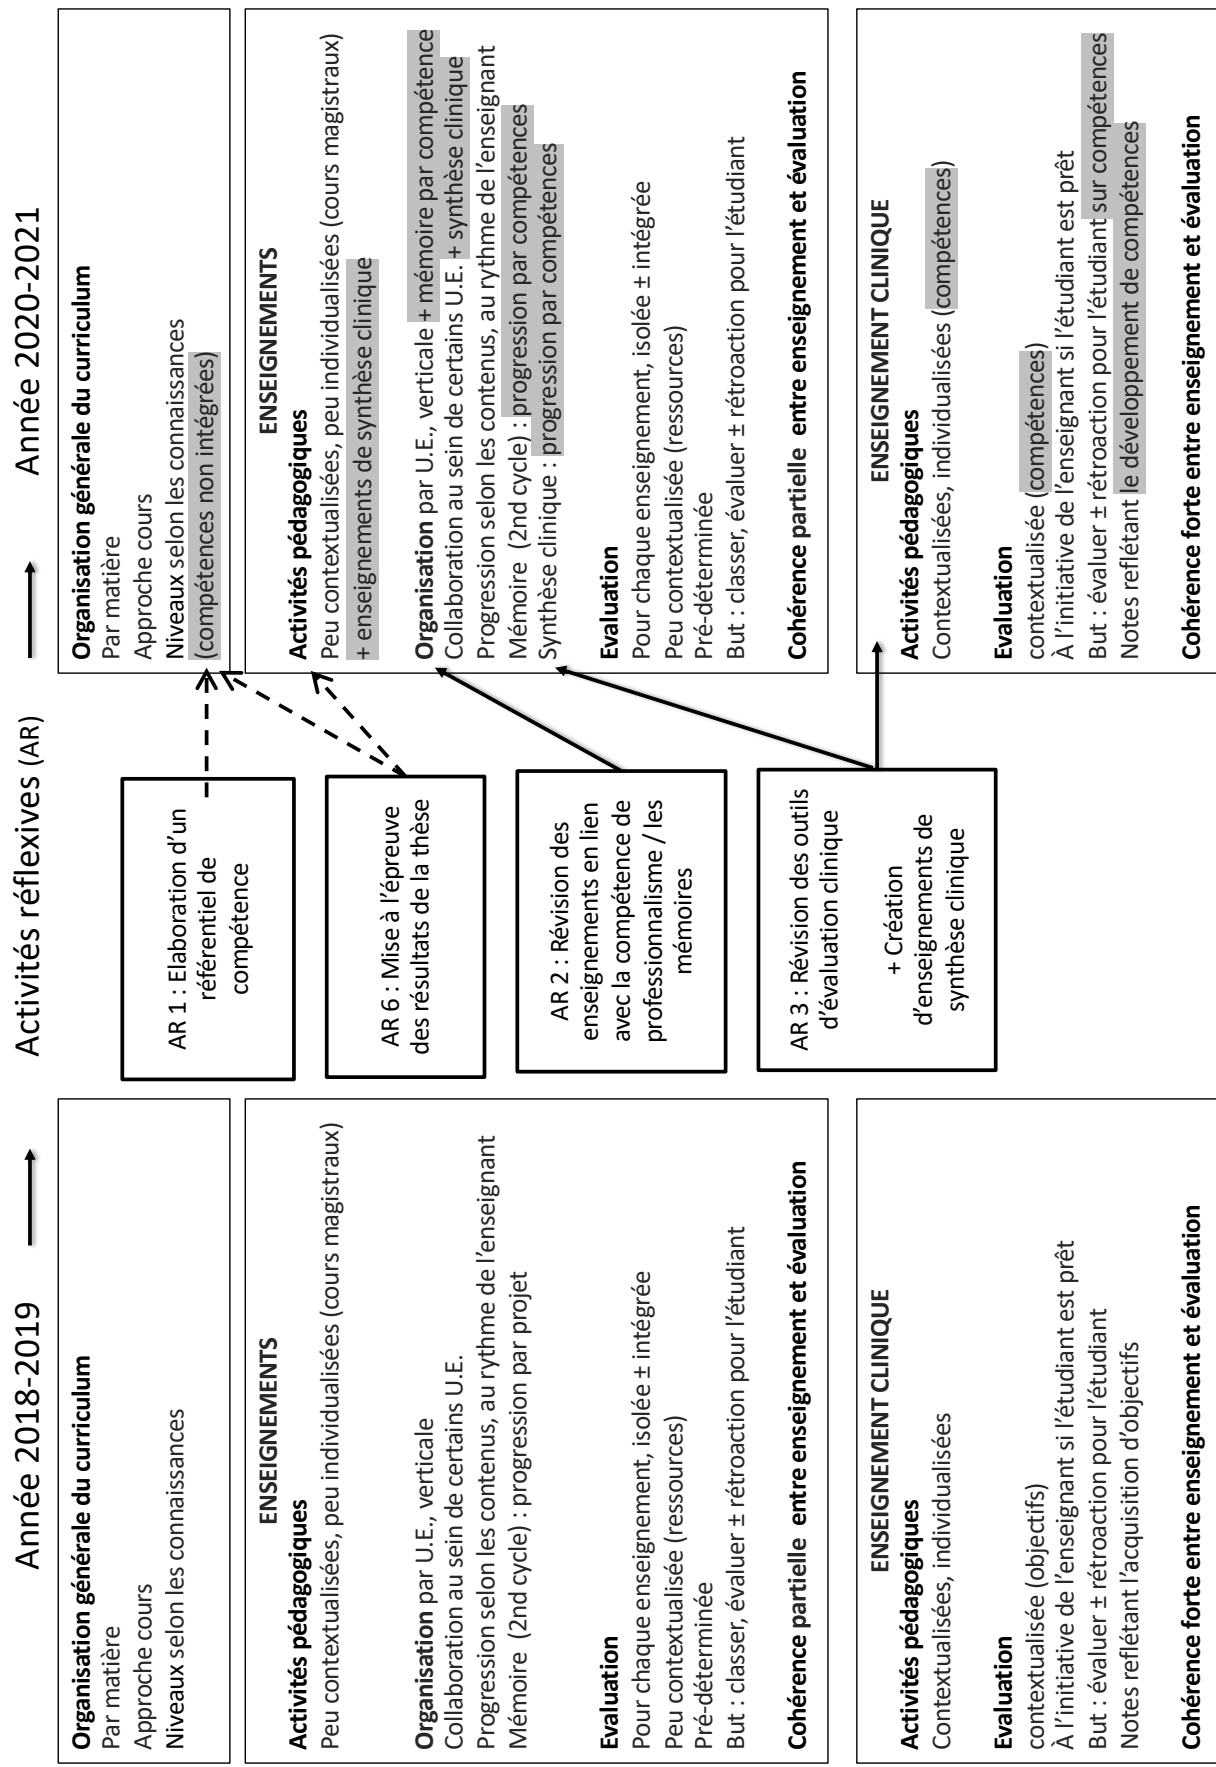 Année 2018-2019
Activités réflexives (AR)
Année 2020-2021
Organisation générale du curriculum
Par matière
Approche cours
Niveaux selon les connaissances
ENSEIGNEMENTS
Activités pédagogiques
Peu contextualisées, peu individualisées (cours magistraux)
Organisation par U.E., verticale
Collaboration au sein de certains U.E.
Progression selon les contenus, au rythme de l'enseignant
Mémoire (2nd cycle) : progression par projet
Evaluation
Pour chaque enseignement, isolée ± intégrée
Peu contextualisée (ressources)
Pré-déterminée
But : classer, évaluer ± rétroaction pour l'étudiant
Cohérence partielle entre enseignement et évaluation
ENSEIGNEMENT CLINIQUE
Activités pédagogiques
Contextualisées, individualisées
Evaluation
contextualisée (objectifs)
À l'initiative de l'enseignant si l'étudiant est prêt
But : évaluer ± rétroaction pour l'étudiant
Notes reflétant l'acquisition d'objectifs
Cohérence forte entre enseignement et évaluation
AR 1 : Elaboration d'un
référentiel de
compétence
AR 6 : Mise à l'épreuve
des résultats de la thèse
AR 2 : Révision des
enseignements en lien
avec la compétence de
professionnalisme / les
mémoires
AR 3 : Révision des outils
d'évaluation clinique
+ Création
d'enseignements de
synthèse clinique
Organisation générale du curriculum
Par matière
Approche cours
Niveaux selon les connaissances
(compétences non intégrées)
ENSEIGNEMENTS
Activités pédagogiques
Peu contextualisées, peu individualisées (cours magistraux)
+ enseignements de synthèse clinique
Organisation par U.E., verticale + mémoire par compétence
Collaboration au sein de certains U.E. + synthèse clinique
Progression selon les contenus, au rythme de l'enseignant
Mémoire (2nd cycle) : progression par compétences
Synthèse clinique : progression par compétences
Evaluation
Pour chaque enseignement, isolée ± intégrée
Peu contextualisée (ressources)
Pré-déterminée
But : classer, évaluer ± rétroaction pour l'étudiant
Cohérence partielle entre enseignement et évaluation
ENSEIGNEMENT CLINIQUE
Activités pédagogiques
Contextualisées, individualisées (compétences)
Evaluation
contextualisée (compétences)
À l'initiative de l'enseignant si l'étudiant est prêt
But : évaluer ± rétroaction pour l'étudiant sur compétences
Notes reflétant le développement de compétences
Cohérence forte entre enseignement et évaluation